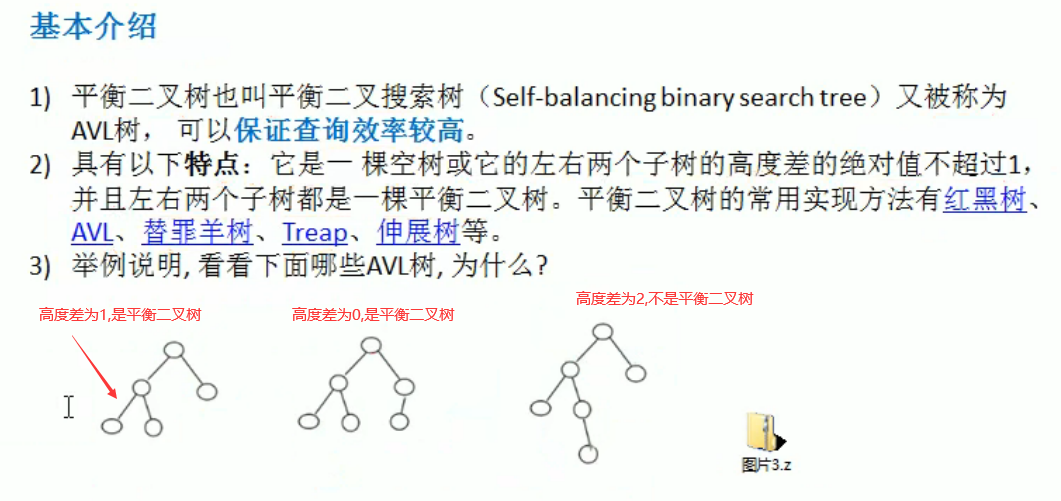 基本介绍
1) 平衡二叉树也叫平衡二叉搜索树（Self-balancing binary search tree）又被称为
AVL树， 可以保证查询效率较高。
2) 具有以下特点：它是一 棵空树或它的左右两个子树的高度差的绝对值不超过1，
并且左右两个子树都是一棵平衡二叉树。平衡二叉树的常用实现方法有红黑树、
AVL、替罪羊树、Treap、伸展树等。
3) 举例说明, 看看下面哪些AVL树, 为什么?
高度差为1,是平衡二叉树
高度差为0,是平衡二叉树
高度差为2,不是平衡二叉树
图片3.z